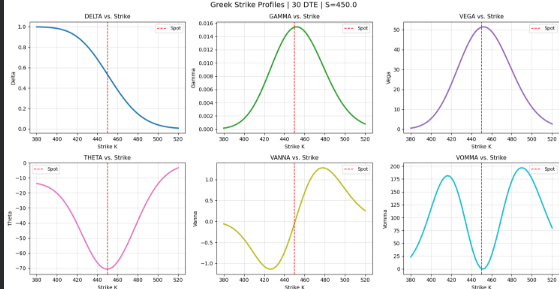 Greek Strike Profiles | 30 DTE | S=450.0
DELTA vs. Strike
GAMMA vs. Strike
VEGA vs. Strike
1.0
0.8
0.6
0.4
0.2
0.0
Delta
Spot
380 400 420 440 460 480 500 520
Strike K
0.016
0.014
0.012
0.010
0.008
0.006
0.004
0.002
0.000
Gamma
Spot
380 400 420 440 460 480 500 520
Strike K
50
40
30
20
10
0
Vega
Spot
380 400 420 440 460 480 500 520
Strike K
THETA vs. Strike
VANNA vs. Strike
VOMMA vs. Strike
0
−10
−20
−30
−40
−50
−60
−70
Theta
Spot
380 400 420 440 460 480 500 520
Strike K
1.0
0.5
0.0
−0.5
−1.0
Vanna
Spot
380 400 420 440 460 480 500 520
Strike K
200
175
150
125
100
75
50
25
0
Vomma
Spot
380 400 420 440 460 480 500 520
Strike K